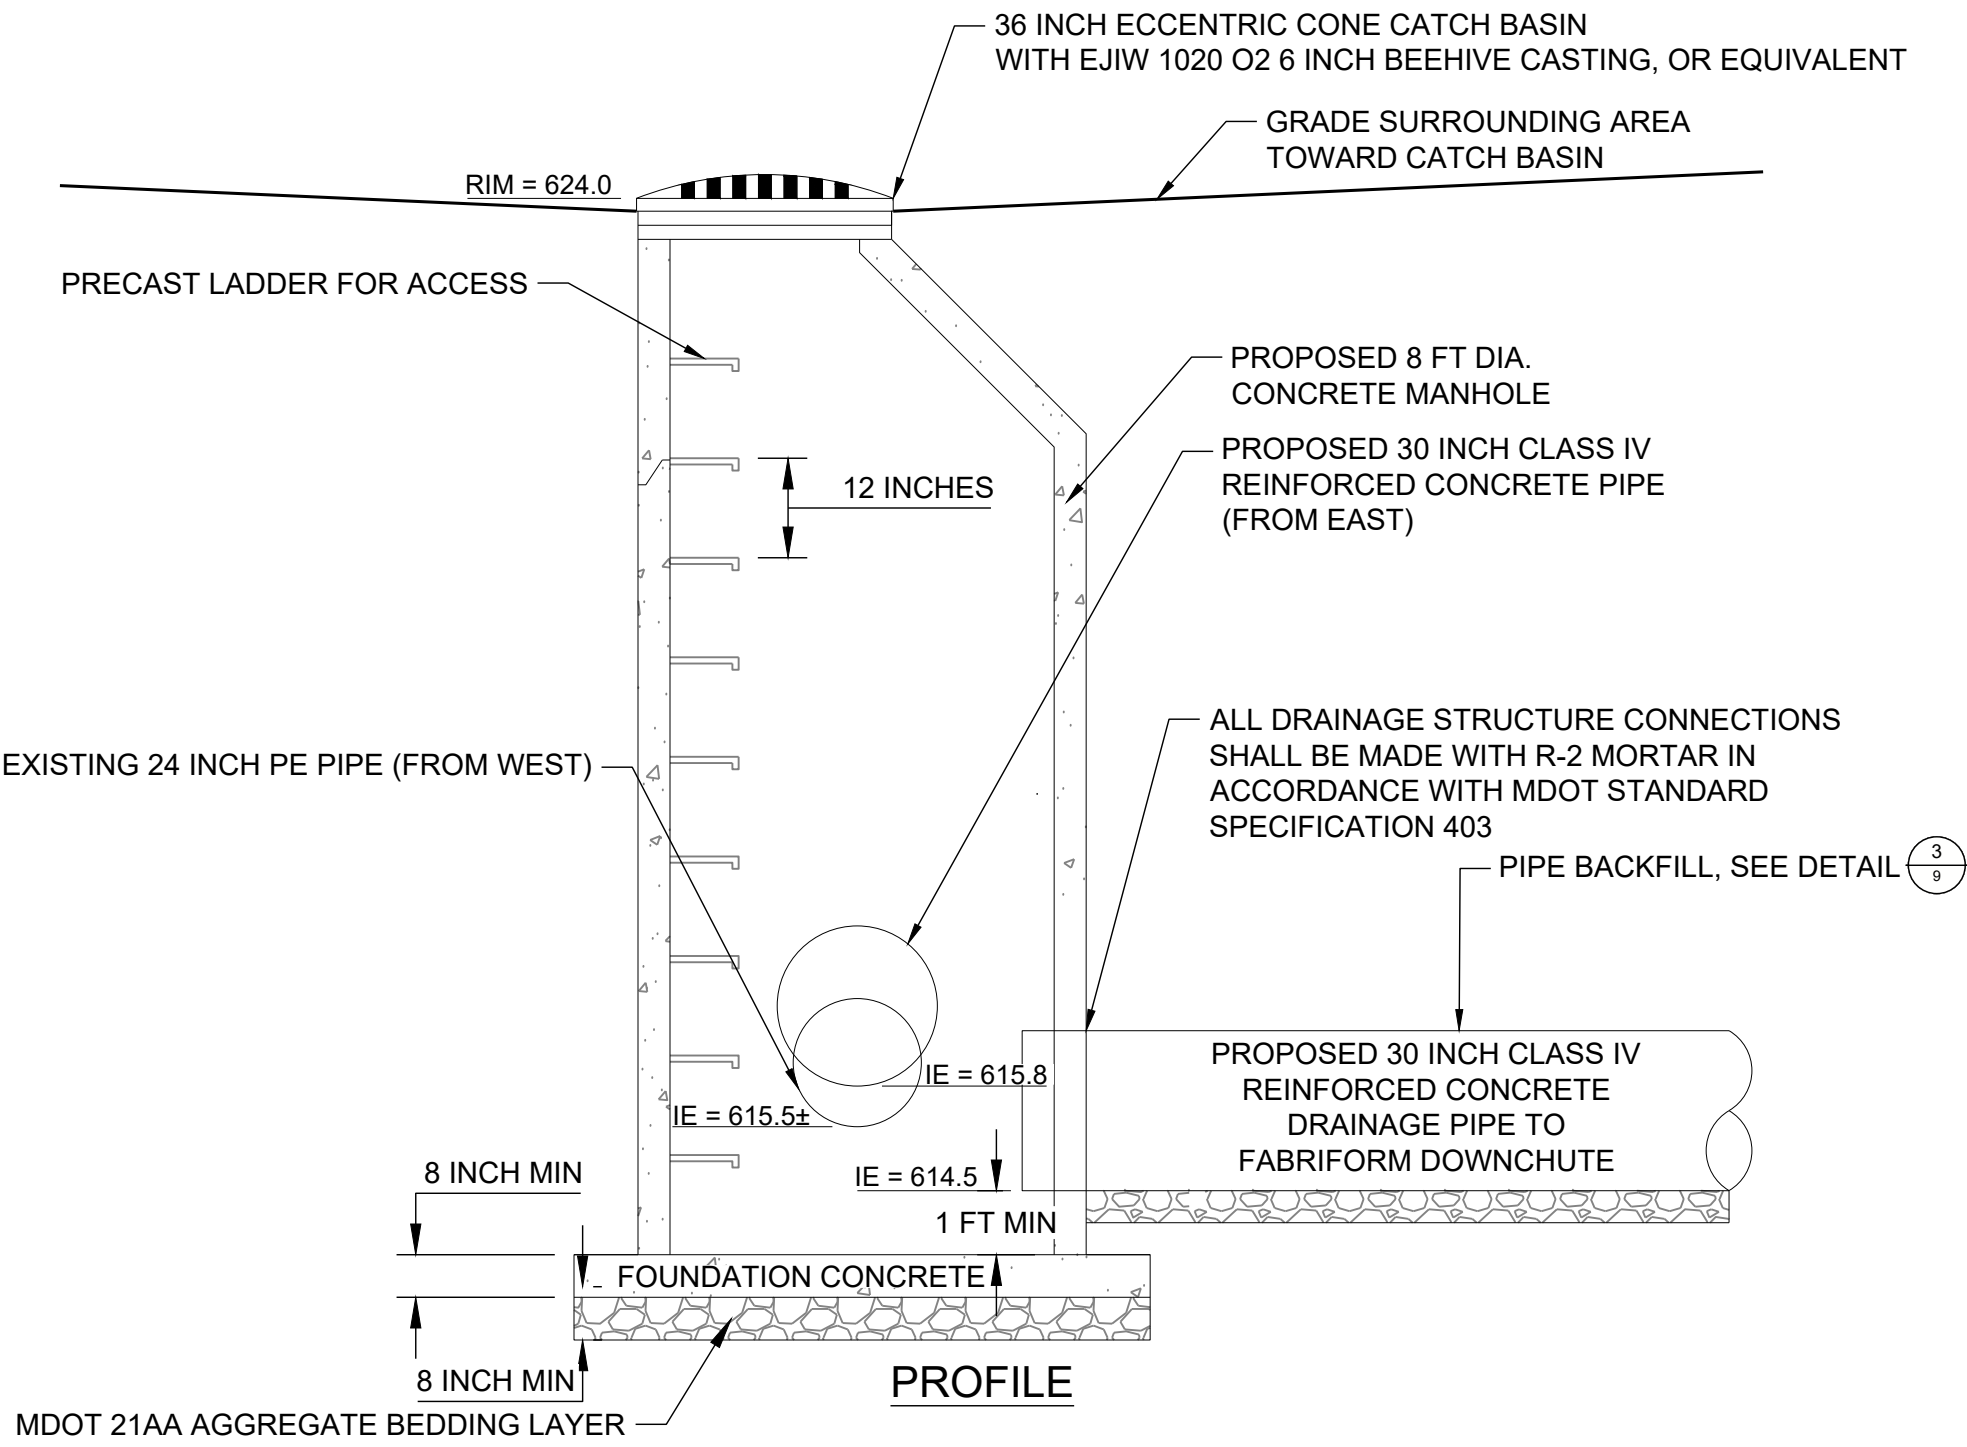 36 INCH ECCENTRIC CONE CATCH BASIN
WITH EJIW 1020 O2 6 INCH BEEHIVE CASTING, OR EQUIVALENT
GRADE SURROUNDING AREA
TOWARD CATCH BASIN
RIM = 624.0
PRECAST LADDER FOR ACCESS
PROPOSED 8 FT DIA.
CONCRETE MANHOLE
PROPOSED 30 INCH CLASS IV
REINFORCED CONCRETE PIPE
(FROM EAST)
12 INCHES
ALL DRAINAGE STRUCTURE CONNECTIONS
SHALL BE MADE WITH R-2 MORTAR IN
ACCORDANCE WITH MDOT STANDARD
SPECIFICATION 403
EXISTING 24 INCH PE PIPE (FROM WEST)
PIPE BACKFILL, SEE DETAIL
3
9
PROPOSED 30 INCH CLASS IV
REINFORCED CONCRETE
DRAINAGE PIPE TO
FABRIFORM DOWNCHUTE
IE = 615.8
IE = 615.5±
IE = 614.5
8 INCH MIN
1 FT MIN
FOUNDATION CONCRETE
8 INCH MIN
PROFILE
MDOT 21AA AGGREGATE BEDDING LAYER